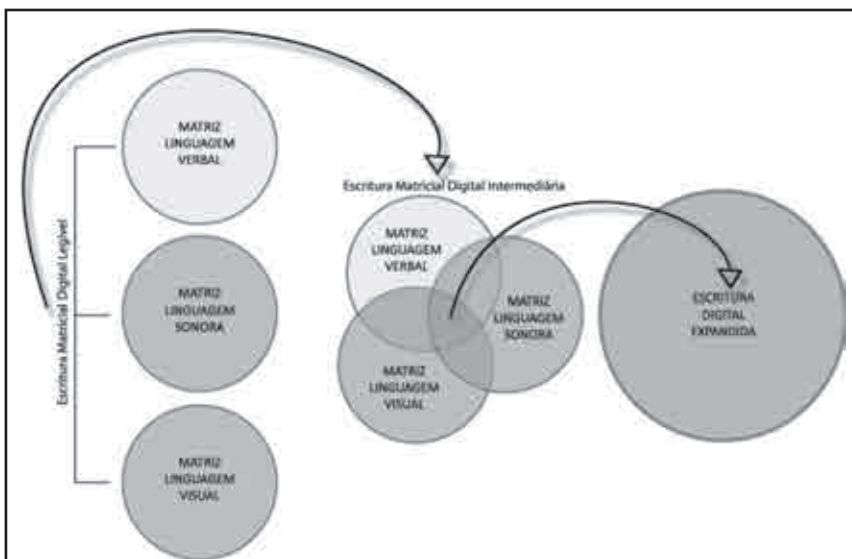 Escritura Matricial Digital Legível
MATRIZ
LINGUAGEM
VERBAL
MATRIZ
LINGUAGEM
SONORA
MATRIZ
LINGUAGEM
VISUAL
Escritura Matricial Digital Intermediária
MATRIZ
LINGUAGEM
VERBAL
MATRIZ
LINGUAGEM
SONORA
MATRIZ
LINGUAGEM
VISUAL
ESCRITURA
DIGITAL
EXPANDIDA